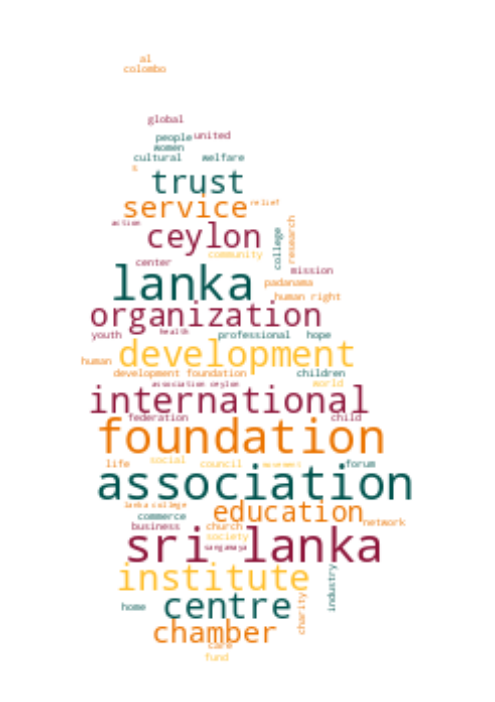 al
colombo
global
people united
women
cultural welfare
s
trust
service relief
action
ceylon college research
community
center mission
lanka padanama
human right
organization
youth health professional hope
development
human
development foundation children
association ceylon world
international
federation child
foundation
life social council movement forum
association
lanka college education
commerce network
business church
sri lanka
society
sangamaya
institute industry
home centre charity
chamber
care
fund